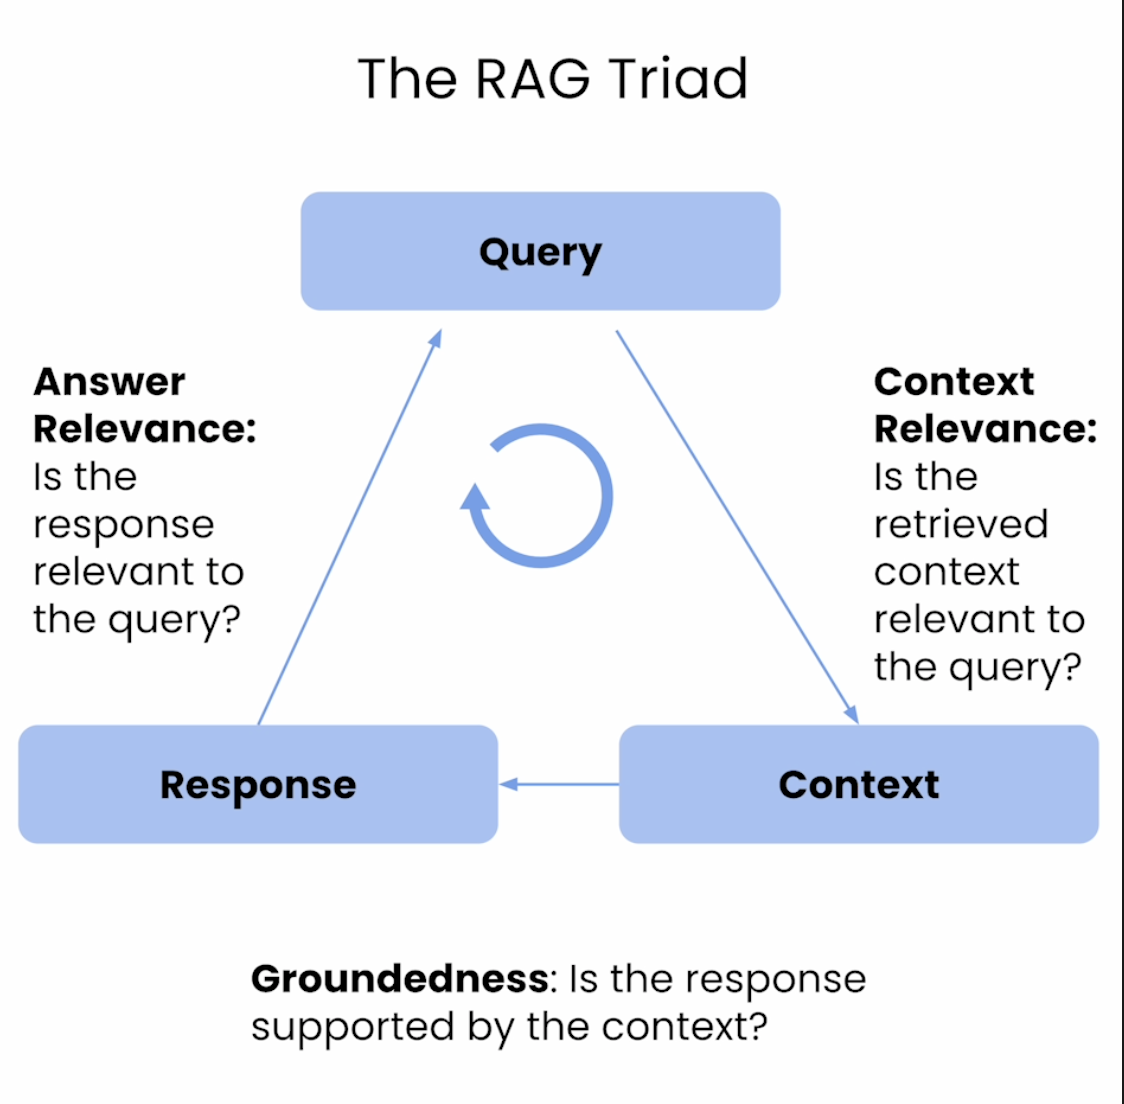 The RAG Triad
Query
Answer
Relevance:
Is the
response
relevant to
the query?
Context
Relevance:
Is the
retrieved
context
relevant to
the query?
Response
Context
Groundedness: Is the response
supported by the context?